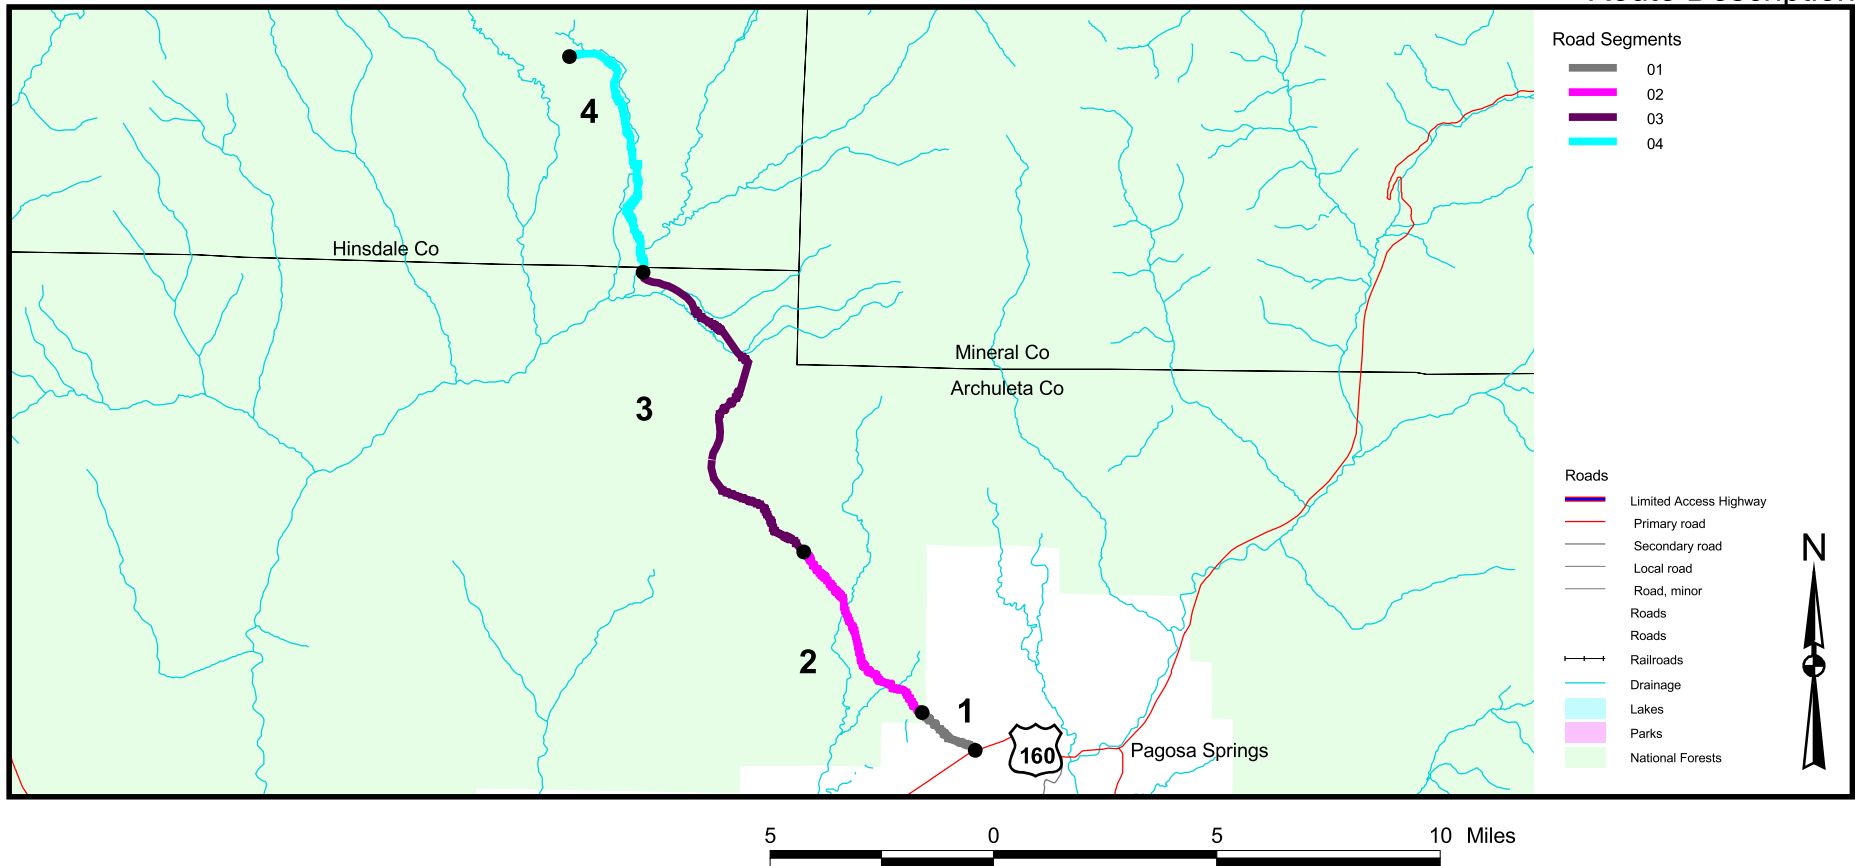 Road Segments
01
02
03
04
4
Hinsdale Co
Mineral Co
Archuleta Co
3
2
1
160
Pagosa Springs
Roads
Limited Access Highway
Primary road
Secondary road
Local road
Road, minor
Roads
Roads
Railroads
Drainage
Lakes
Parks
National Forests
N
5 0 5 10 Miles